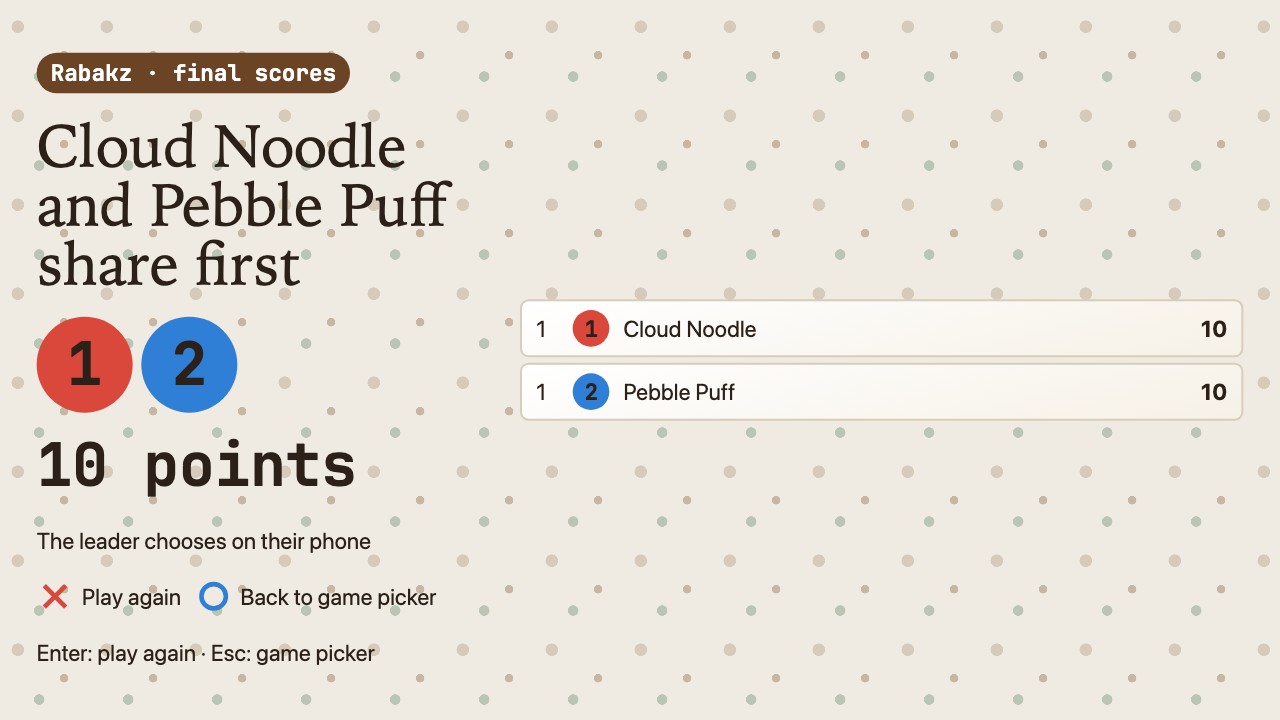 Rabakz · final scores
Cloud Noodle
and Pebble Puff
share first
1 2
10 points
The leader chooses on their phone
Play again Back to game picker
Enter: play again · Esc: game picker
1 1 Cloud Noodle 10
1 2 Pebble Puff 10